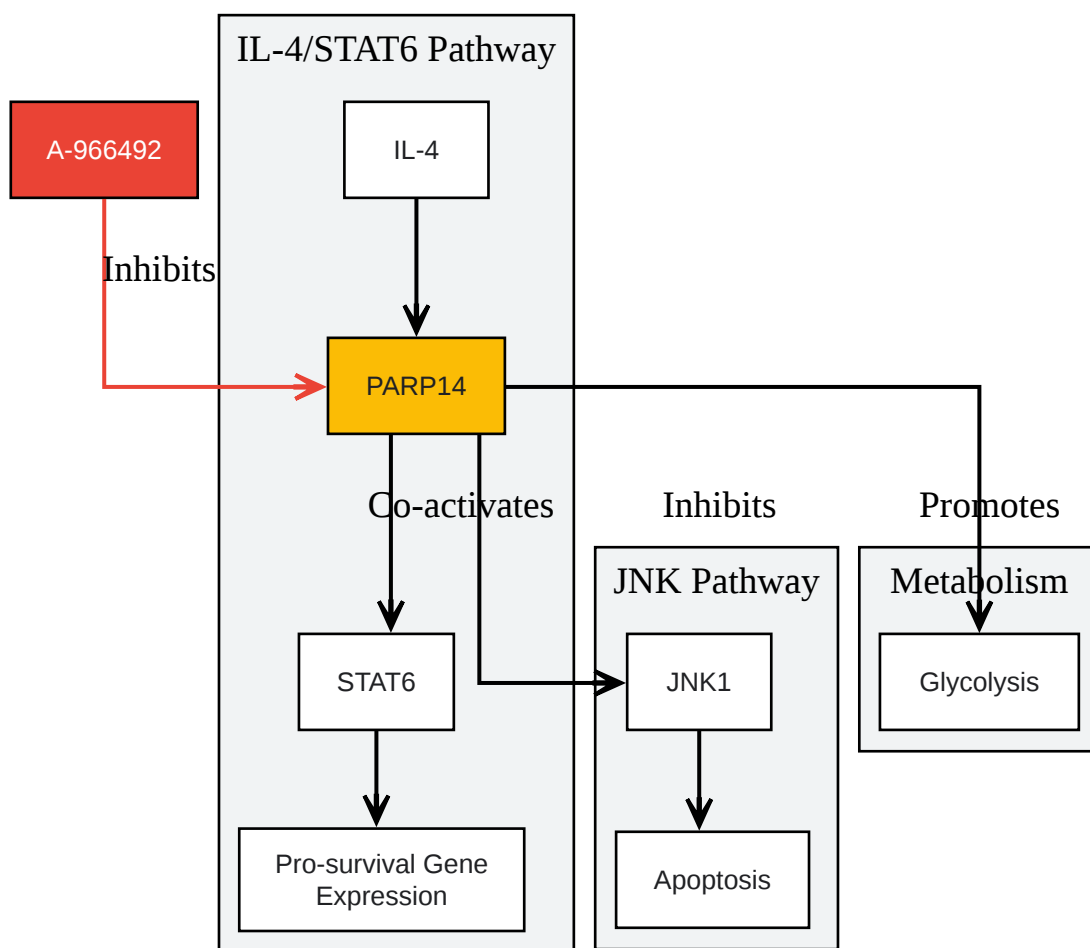 IL-4/STAT6 Pathway
A-966492
IL-4
Inhibits
PARP14
Co-activates
Inhibits
Promotes
JNK Pathway
Metabolism
STAT6
JNK1
Glycolysis
Pro-survival Gene
Expression
Apoptosis